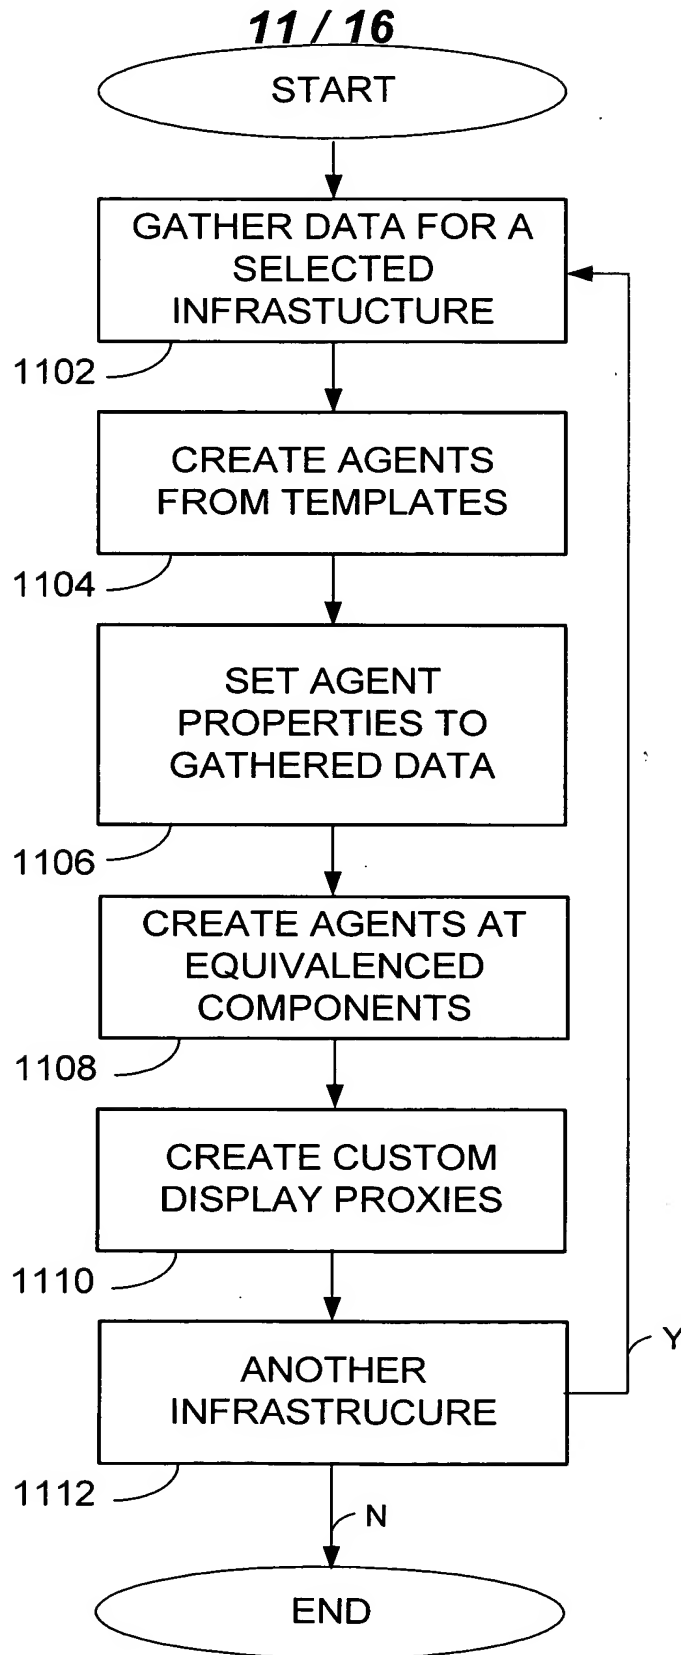 11 / 16
START
GATHER DATA FOR A
SELECTED
INFRASTUCTURE
1102
CREATE AGENTS
FROM TEMPLATES
1104
SET AGENT
PROPERTIES TO
GATHERED DATA
1106
CREATE AGENTS AT
EQUIVALENCED
COMPONENTS
1108
CREATE CUSTOM
DISPLAY PROXIES
1110
Y
ANOTHER
INFRASTRUCURE
1112
N
END